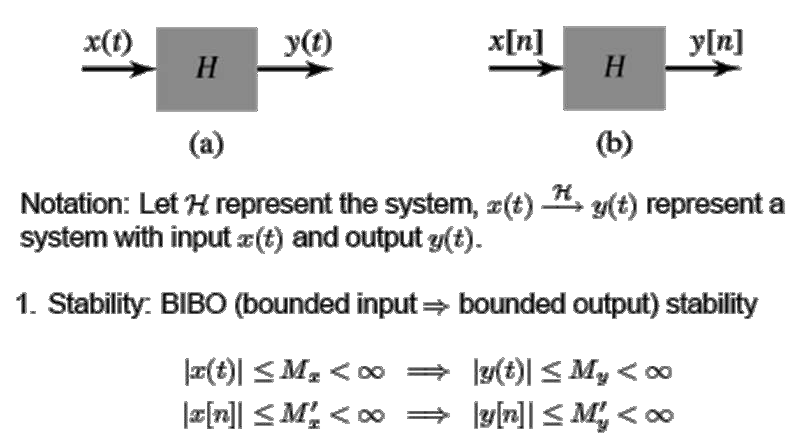 x(t) H y(t) x[n] H y[n]
(a) (b)
Notation: Let ℋ represent the system, x(t) —ℋ→ y(t) represent a
system with input x(t) and output y(t).
1. Stability: BIBO (bounded input ⇒ bounded output) stability
|x(t)| ≤ Mₓ < ∞ ⟹ |y(t)| ≤ M_y < ∞
|x[n]| ≤ M′ₓ < ∞ ⟹ |y[n]| ≤ M′_y < ∞